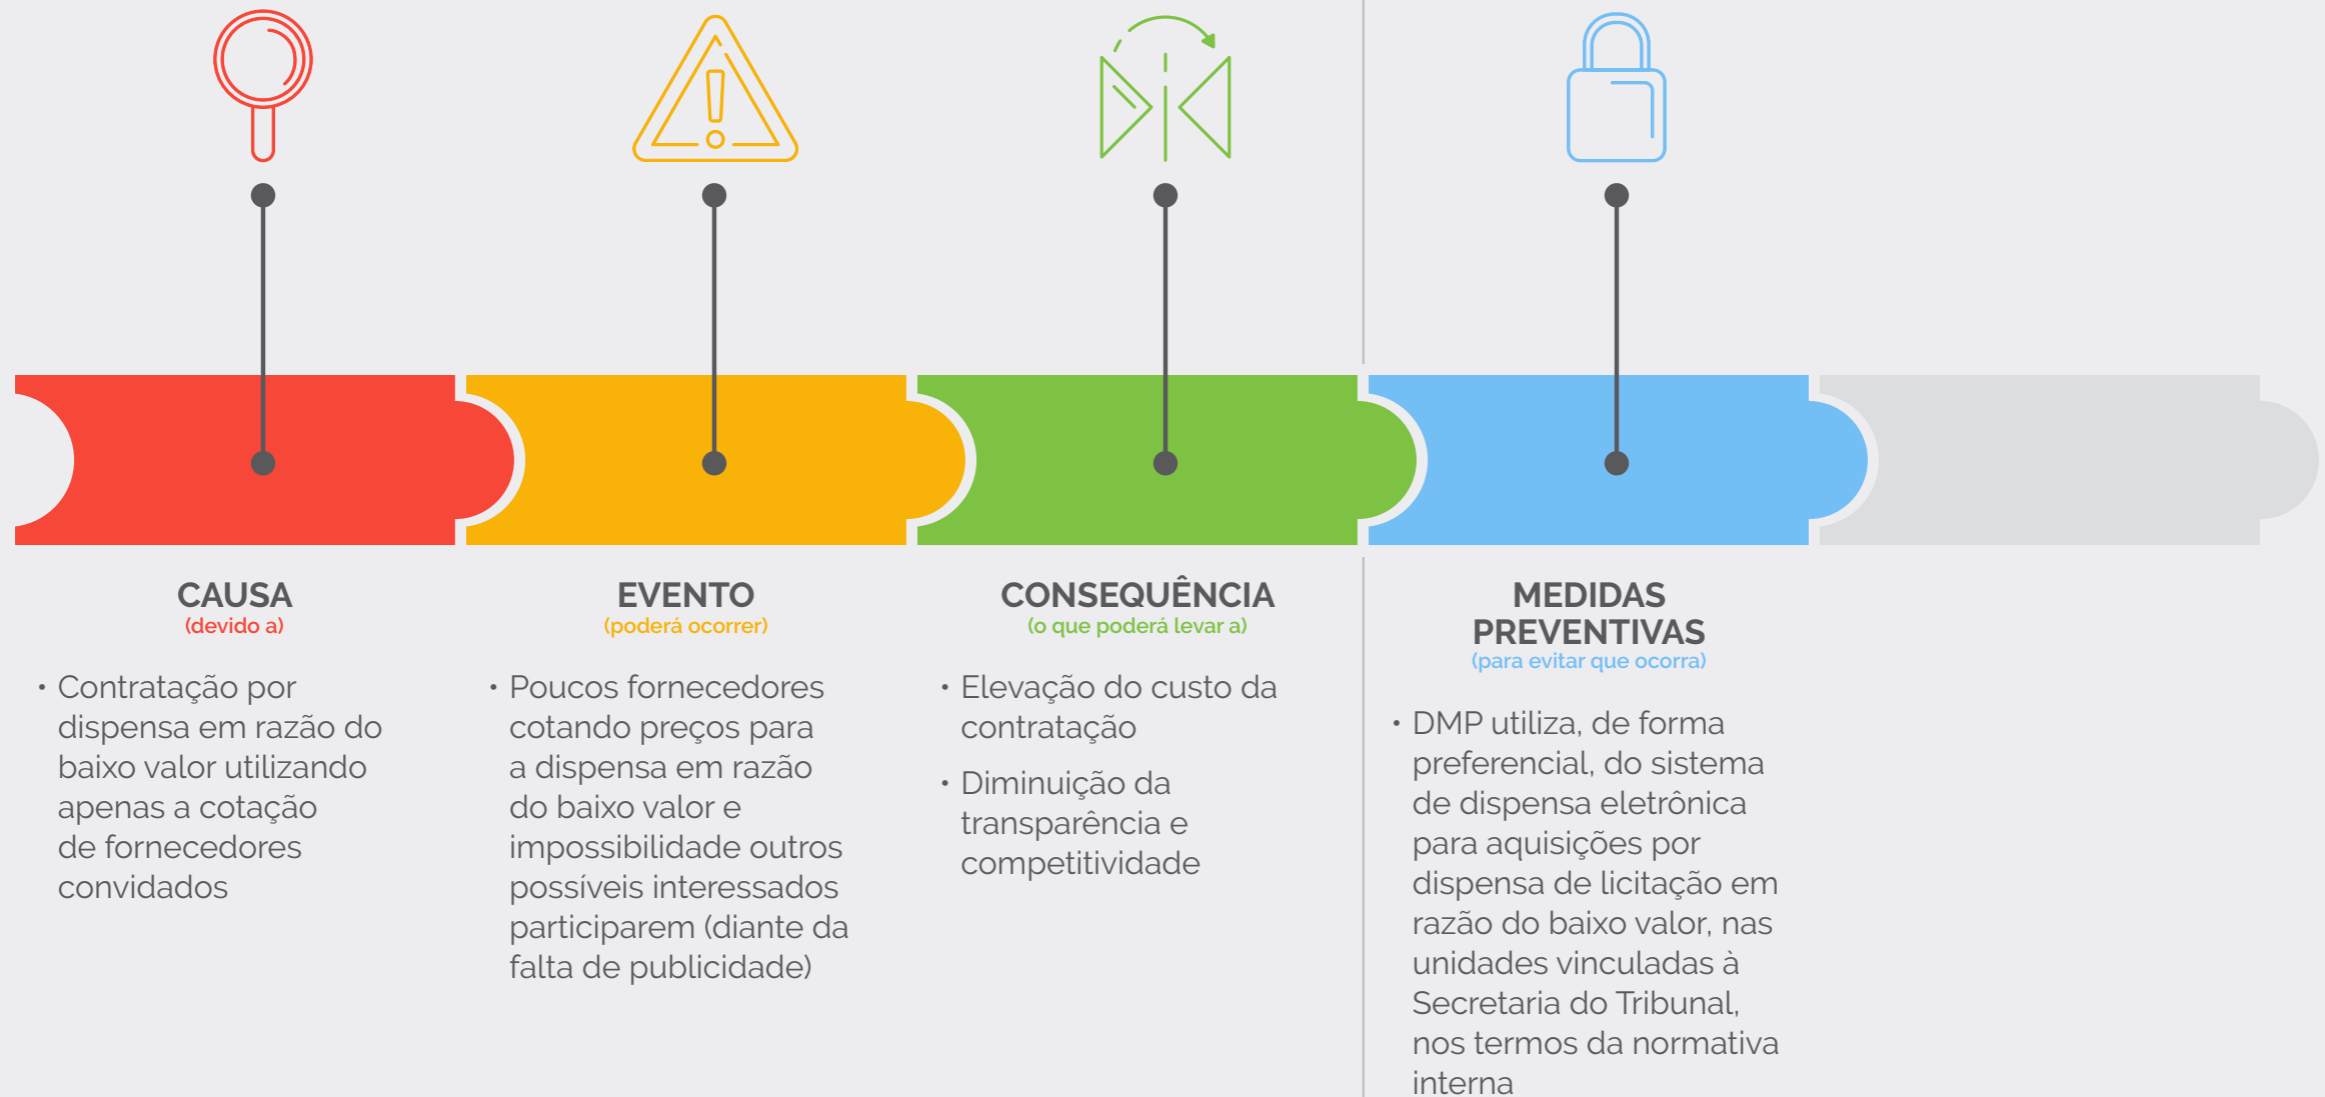 CAUSA
(devido a)
• Contratação por
dispensa em razão do
baixo valor utilizando
apenas a cotação
de fornecedores
convidados
EVENTO
(poderá ocorrer)
• Poucos fornecedores
cotando preços para
a dispensa em razão
do baixo valor e
impossibilidade outros
possíveis interessados
participarem (diante da
falta de publicidade)
CONSEQUÊNCIA
(o que poderá levar a)
• Elevação do custo da
contratação
• Diminuição da
transparência e
competitividade
MEDIDAS
PREVENTIVAS
(para evitar que ocorra)
• DMP utiliza, de forma
preferencial, do sistema
de dispensa eletrônica
para aquisições por
dispensa de licitação em
razão do baixo valor, nas
unidades vinculadas à
Secretaria do Tribunal,
nos termos da normativa
interna